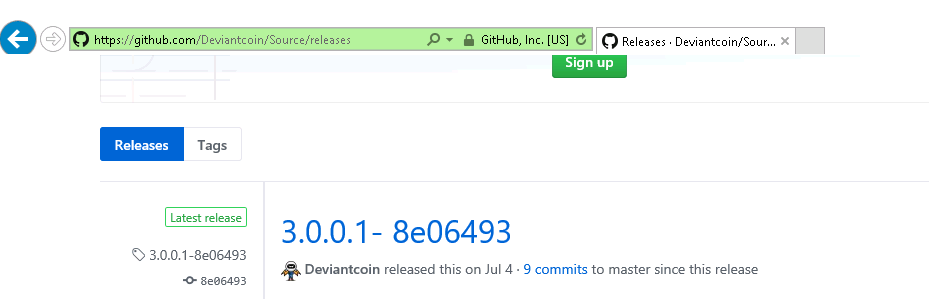 https://github.com/Deviantcoin/Source/releases GitHub, Inc. [US] Releases · Deviantcoin/Sour...
Sign up
Releases Tags
Latest release
3.0.0.1- 8e06493
3.0.0.1-8e06493
Deviantcoin released this on Jul 4 · 9 commits to master since this release
8e06493